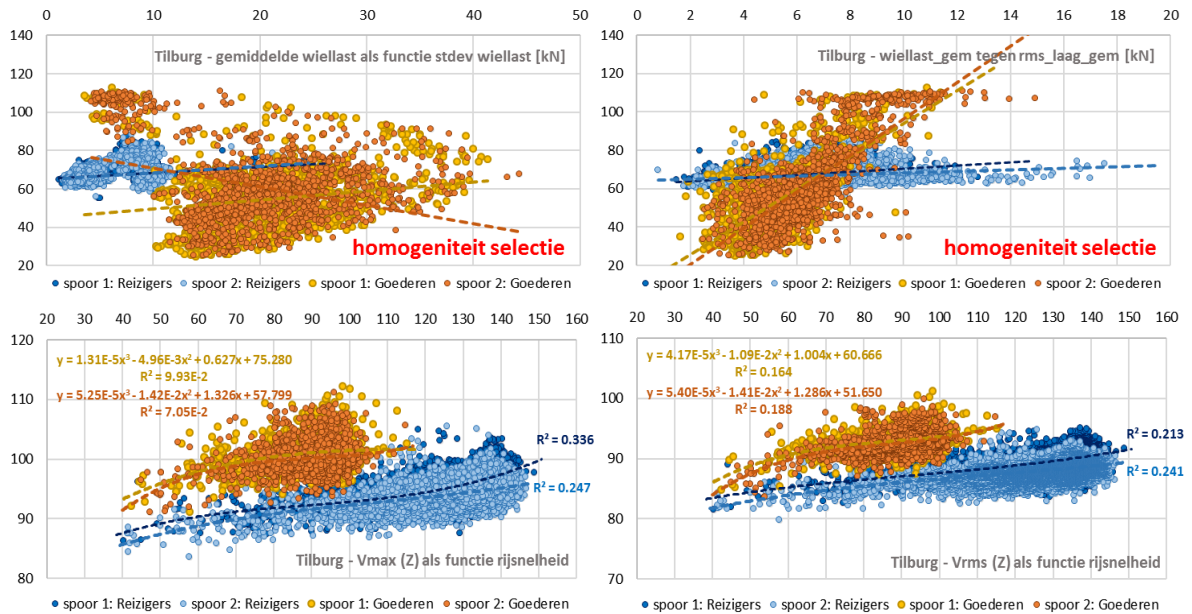 0 10 20 30 40 50
140
120
100
80
60
40
20
Tilburg - gemiddelde wiellast als functie stdev wiellast [kN]
homogeniteit selectie
spoor 1: Reizigers spoor 2: Reizigers spoor 1: Goederen spoor 2: Goederen
0 2 4 6 8 10 12 14 16 18 20
140
120
100
80
60
40
20
Tilburg - wiellast_gem tegen rms_laag_gem [kN]
homogeniteit selectie
spoor 1: Reizigers spoor 2: Reizigers spoor 1: Goederen spoor 2: Goederen
20 30 40 50 60 70 80 90 100 110 120 130 140 150 160
120
110
100
90
80
y = 1.31E-5x³ - 4.96E-3x² + 0.627x + 75.280
R² = 9.93E-2
y = 5.25E-5x³ - 1.42E-2x² + 1.326x + 57.799
R² = 7.05E-2
R² = 0.336
R² = 0.247
Tilburg - Vmax (Z) als functie rijsnelheid
spoor 1: Reizigers spoor 2: Reizigers spoor 1: Goederen spoor 2: Goederen
20 30 40 50 60 70 80 90 100 110 120 130 140 150 160
110
100
90
80
70
y = 4.17E-5x³ - 1.09E-2x² + 1.004x + 60.666
R² = 0.164
y = 5.40E-5x³ - 1.41E-2x² + 1.286x + 51.650
R² = 0.188
R² = 0.213
R² = 0.241
Tilburg - Vrms (Z) als functie rijsnelheid
spoor 1: Reizigers spoor 2: Reizigers spoor 1: Goederen spoor 2: Goederen